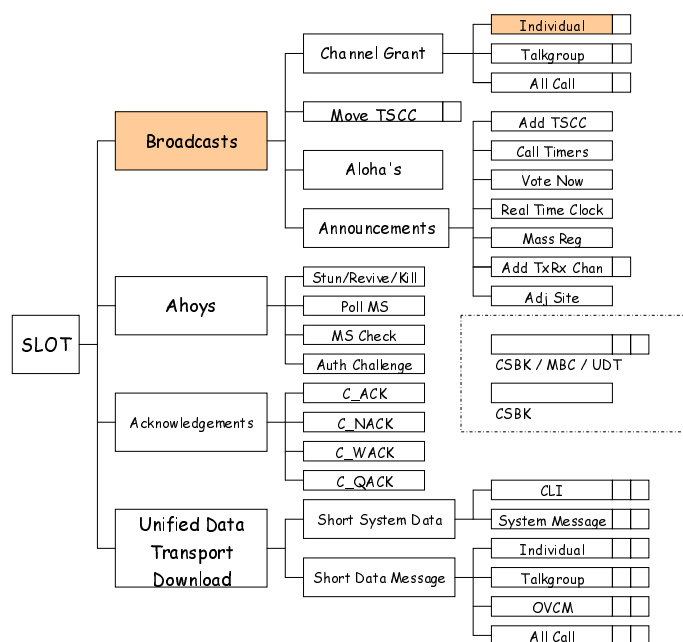 SLOT
Broadcasts
Channel Grant
Individual
Talkgroup
All Call
Move TSCC
Aloha's
Announcements
Add TSCC
Call Timers
Vote Now
Real Time Clock
Mass Reg
Add TxRx Chan
Adj Site
Ahoys
Stun/Revive/Kill
Poll MS
MS Check
Auth Challenge
CSBK / MBC / UDT
CSBK
Acknowledgements
C_ACK
C_NACK
C_WACK
C_QACK
Unified Data
Transport
Download
Short System Data
CLI
System Message
Short Data Message
Individual
Talkgroup
OVCM
All Call